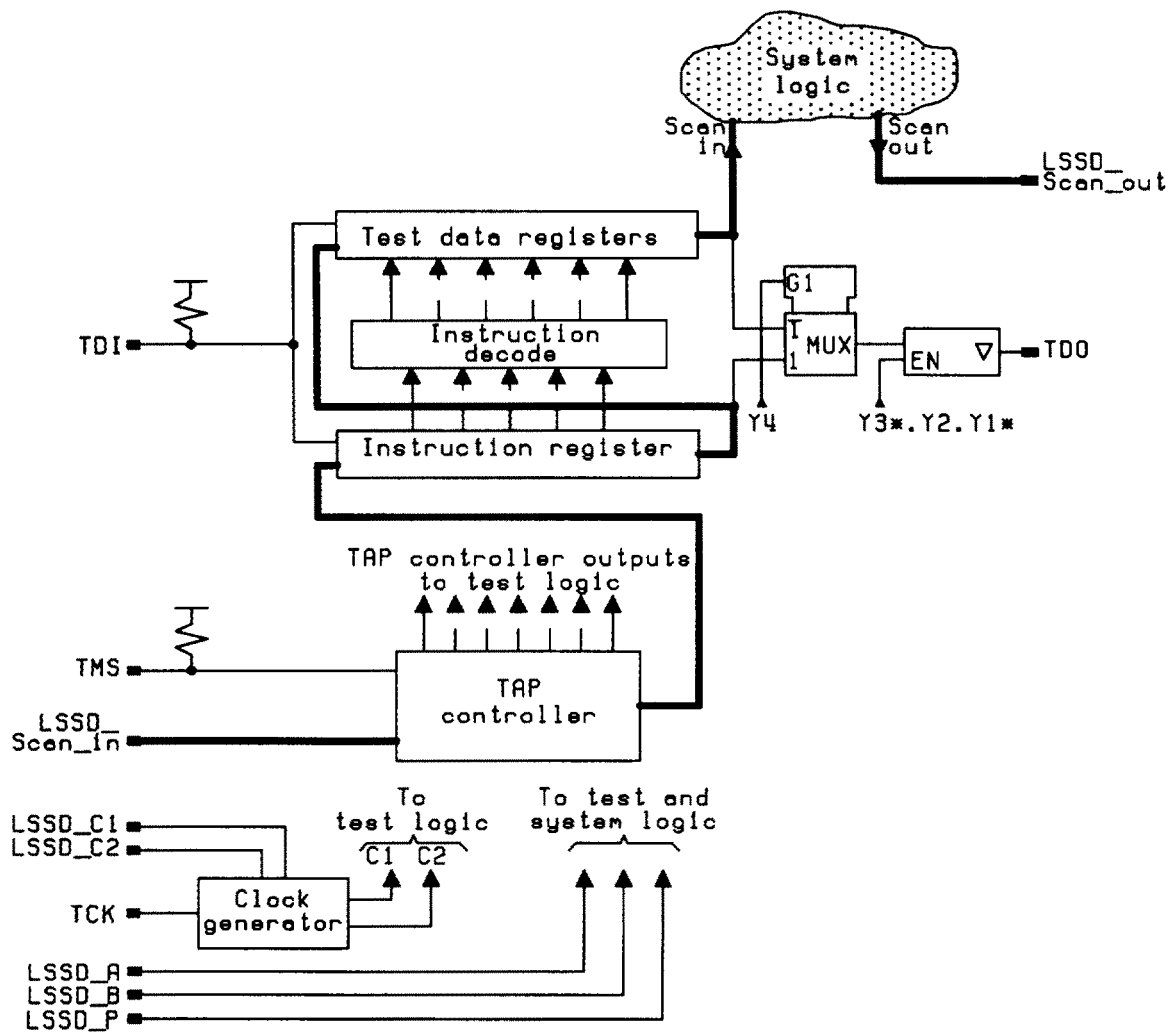 System
logic
Scan
in
Scan
out
LSSD_
Scan_out
Test data registers
G1
TDI
Instruction
decode
1
MUX
1
EN
TDO
Y4
Y3*.Y2.Y1*
Instruction register
TAP controller outputs
to test logic
TMS
TAP
controller
LSSD_
Scan_in
To
test logic
To test and
system logic
LSSD_C1
LSSD_C2
C1 C2
Clock
generator
TCK
LSSD_A
LSSD_B
LSSD_P